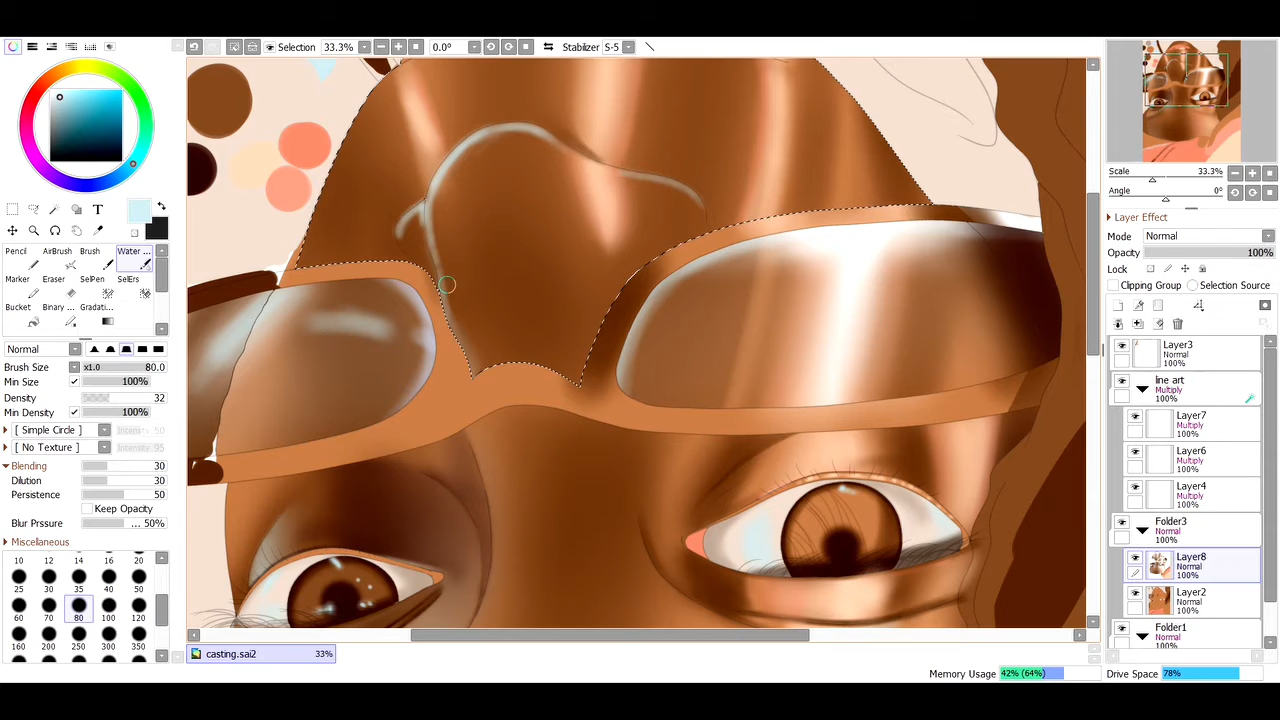 Selection 33.3% 0.0° Stabilizer S-5
Pencil AirBrush Brush Water ...
Marker Eraser SelPen SelErs
Bucket Binary ... Gradati...
Normal
Brush Size x1.0 80.0
Min Size 100%
Density 32
Min Density 100%
[ Simple Circle ] Intensi 50
[ No Texture ] Intensity 95
Blending 30
Dilution 30
Persistence 50
Keep Opacity
Blur Prssure ... 50%
Miscellaneous
10 12 14 16 20
25 30 35 40 50
60 70 80 100 120
160 200 250 300 350
casting.sai2 33%
Scale 33.3%
Angle 0°
Layer Effect
Mode Normal
Opacity 100%
Lock
Clipping Group Selection Source
Layer3
Normal
100%
line art
Multiply
100%
Layer7
Multiply
100%
Layer6
Multiply
100%
Layer4
Multiply
100%
Folder3
Normal
100%
Layer8
Normal
100%
Layer2
Normal
100%
Folder1
Normal
Memory Usage 42% (64%) Drive Space 78%